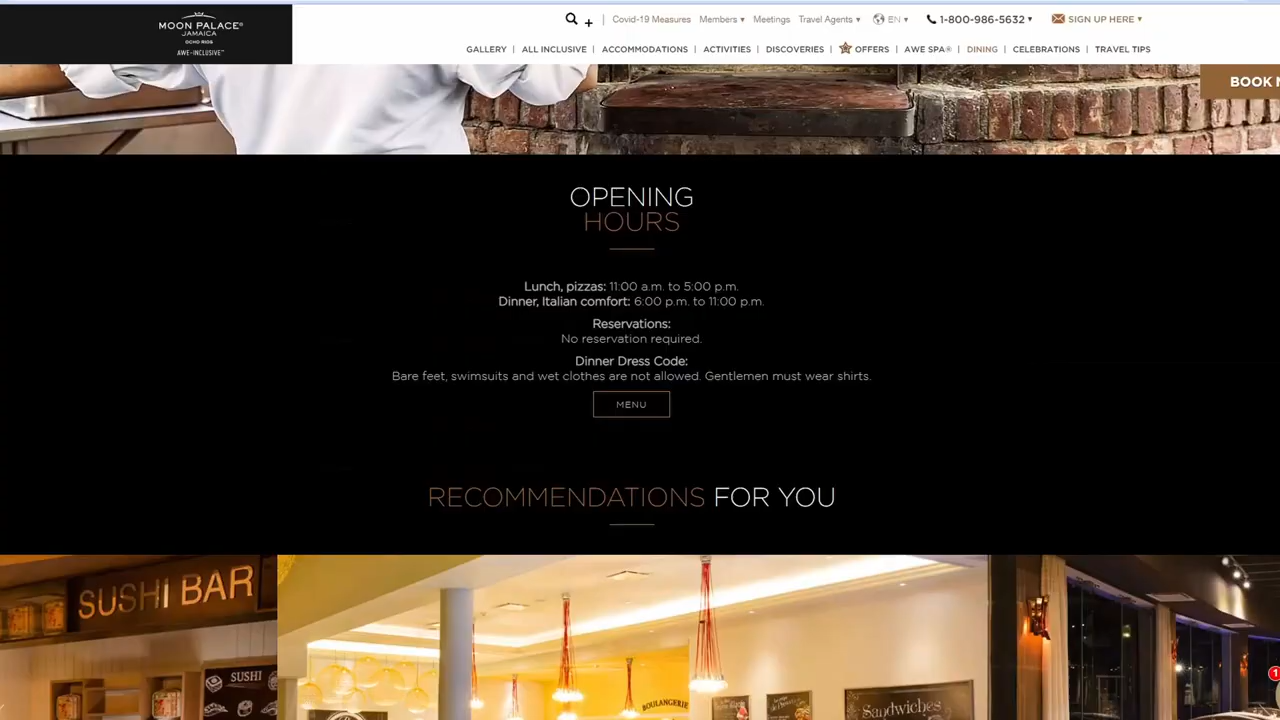 MOON PALACE®
JAMAICA
OCHO RIOS
AWE-INCLUSIVE™
Covid-19 Measures
Members
Meetings
Travel Agents
EN
1-800-986-5632
SIGN UP HERE
GALLERY
ALL INCLUSIVE
ACCOMMODATIONS
ACTIVITIES
DISCOVERIES
OFFERS
AWE SPA®
DINING
CELEBRATIONS
TRAVEL TIPS
BOOK
OPENING
HOURS
Lunch, pizzas: 11:00 a.m. to 5:00 p.m.
Dinner, Italian comfort: 6:00 p.m. to 11:00 p.m.
Reservations:
No reservation required.
Dinner Dress Code:
Bare feet, swimsuits and wet clothes are not allowed. Gentlemen must wear shirts.
MENU
RECOMMENDATIONS FOR YOU
SUSHI BAR
SUSHI
BOULANGERIE
Sandwiches
1